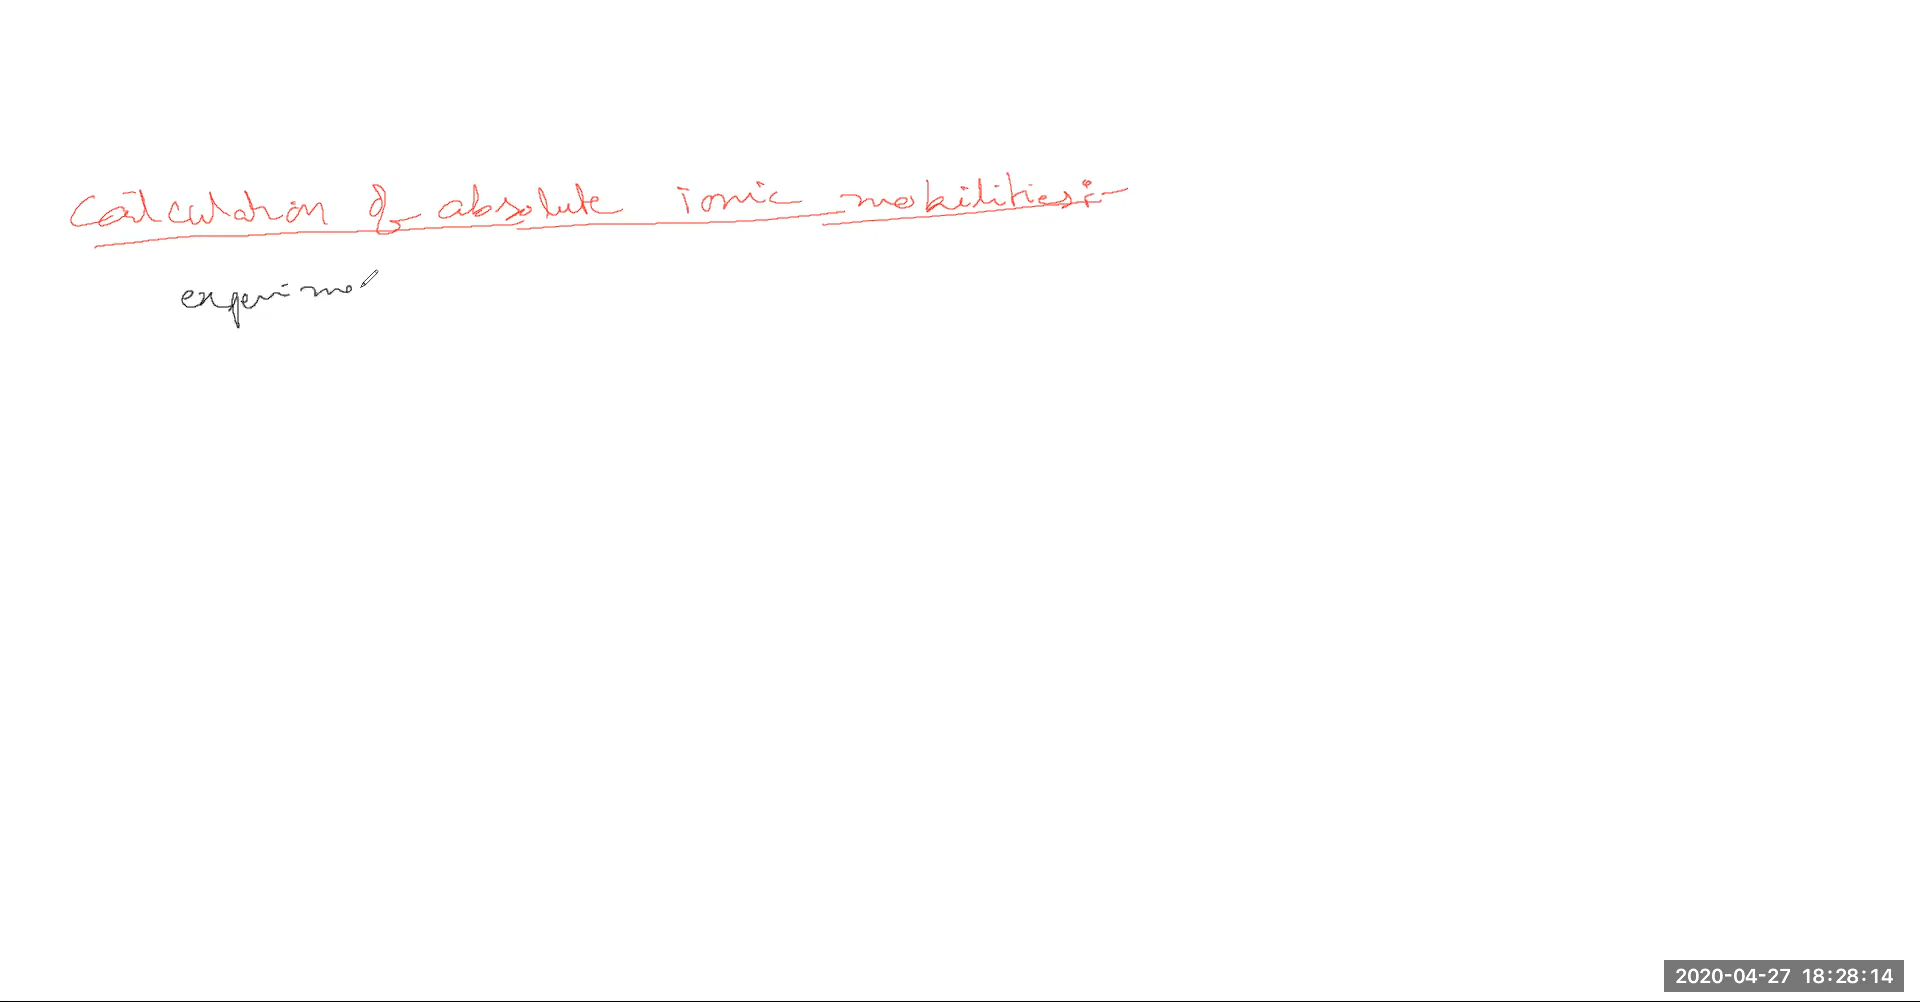 Calculation of absolute ionic mobilities:-
experime
2020-04-27 18:28:14